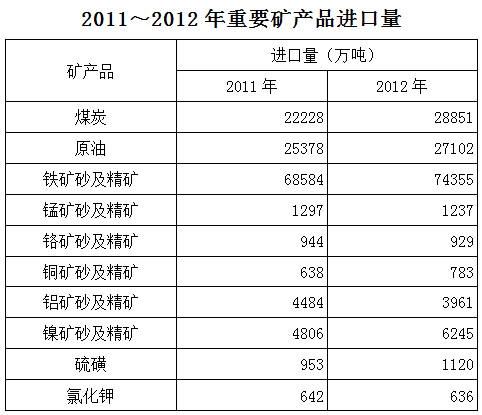 2011～2012 年重要矿产品进口量
矿产品 进口量（万吨）
2011 年 2012 年
煤炭 22228 28851
原油 25378 27102
铁矿砂及精矿 68584 74355
锰矿砂及精矿 1297 1237
铬矿砂及精矿 944 929
铜矿砂及精矿 638 783
铝矿砂及精矿 4484 3961
镍矿砂及精矿 4806 6245
硫磺 953 1120
氯化钾 642 636